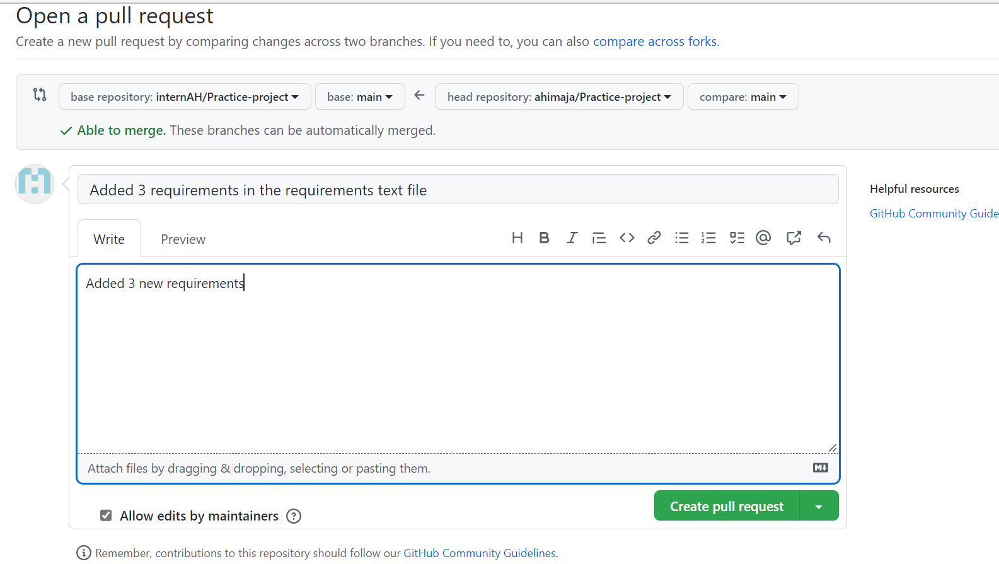 Open a pull request
Create a new pull request by comparing changes across two branches. If you need to, you can also compare across forks.
base repository: internAH/Practice-project base: main ← head repository: ahimaja/Practice-project compare: main
✓ Able to merge. These branches can be automatically merged.
Added 3 requirements in the requirements text file
Helpful resources
GitHub Community Guide
Write Preview
Added 3 new requirements
Attach files by dragging & dropping, selecting or pasting them.
Allow edits by maintainers
Create pull request
Remember, contributions to this repository should follow our GitHub Community Guidelines.